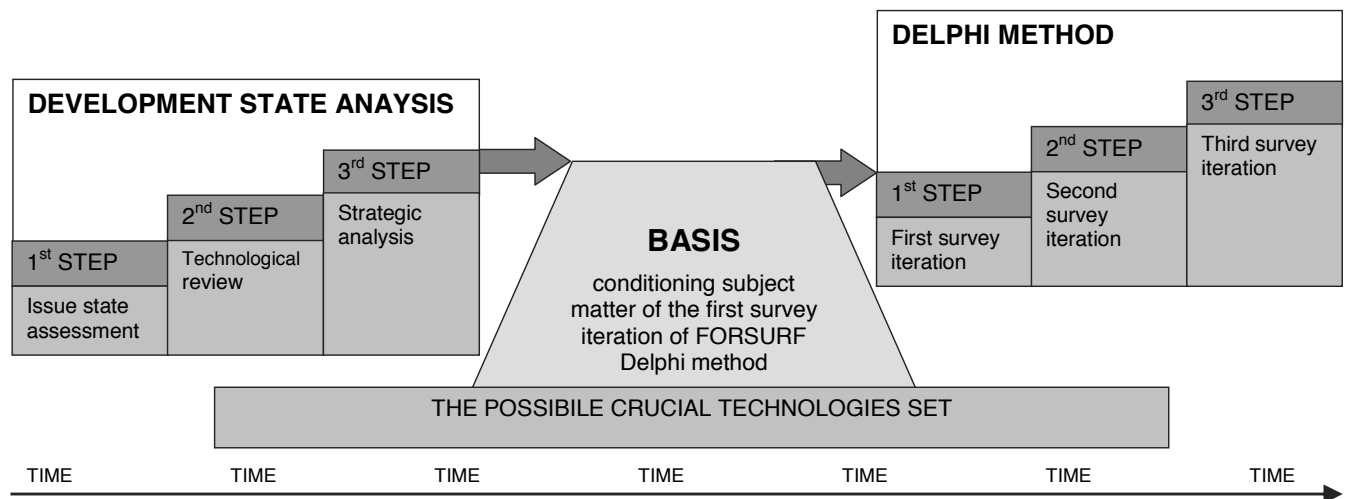 DEVELOPMENT STATE ANAYSIS
1st STEP
Issue state
assessment
2nd STEP
Technological
review
3rd STEP
Strategic
analysis
BASIS
conditioning subject
matter of the first survey
iteration of FORSURF
Delphi method
THE POSSIBILE CRUCIAL TECHNOLOGIES SET
DELPHI METHOD
1st STEP
First survey
iteration
2nd STEP
Second
survey
iteration
3rd STEP
Third survey
iteration
TIME TIME TIME TIME TIME TIME TIME